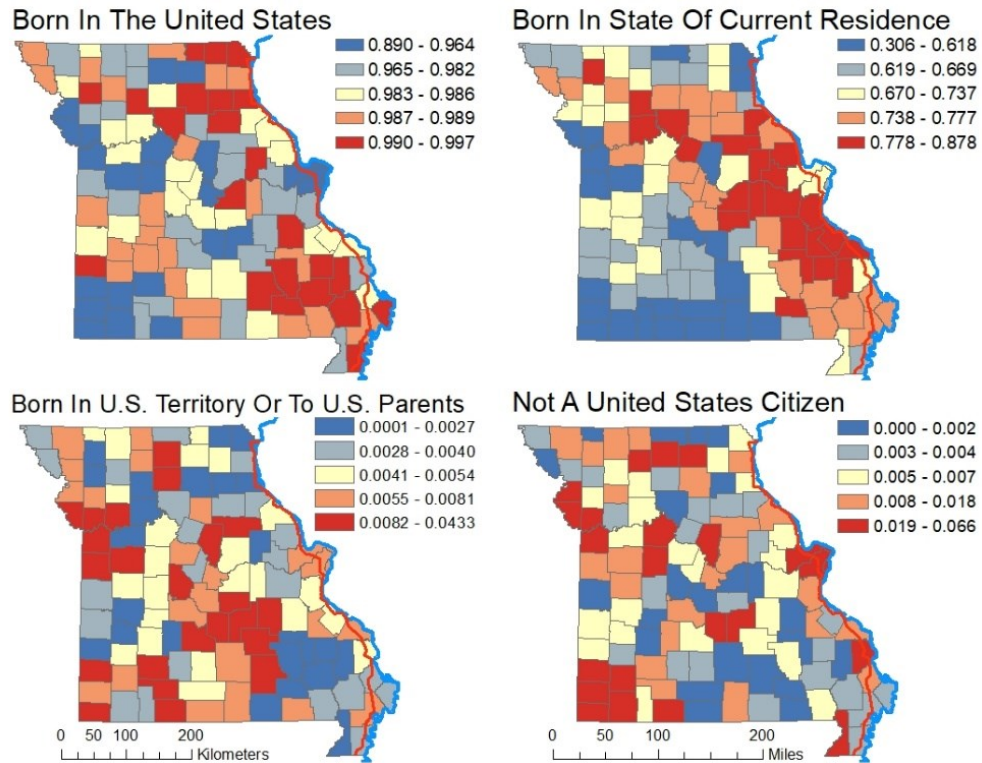 Born In The United States
0.890 - 0.964
0.965 - 0.982
0.983 - 0.986
0.987 - 0.989
0.990 - 0.997
Born In State Of Current Residence
0.306 - 0.618
0.619 - 0.669
0.670 - 0.737
0.738 - 0.777
0.778 - 0.878
Born In U.S. Territory Or To U.S. Parents
0.0001 - 0.0027
0.0028 - 0.0040
0.0041 - 0.0054
0.0055 - 0.0081
0.0082 - 0.0433
0 50 100 200 Kilometers
Not A United States Citizen
0.000 - 0.002
0.003 - 0.004
0.005 - 0.007
0.008 - 0.018
0.019 - 0.066
0 50 100 200 Miles